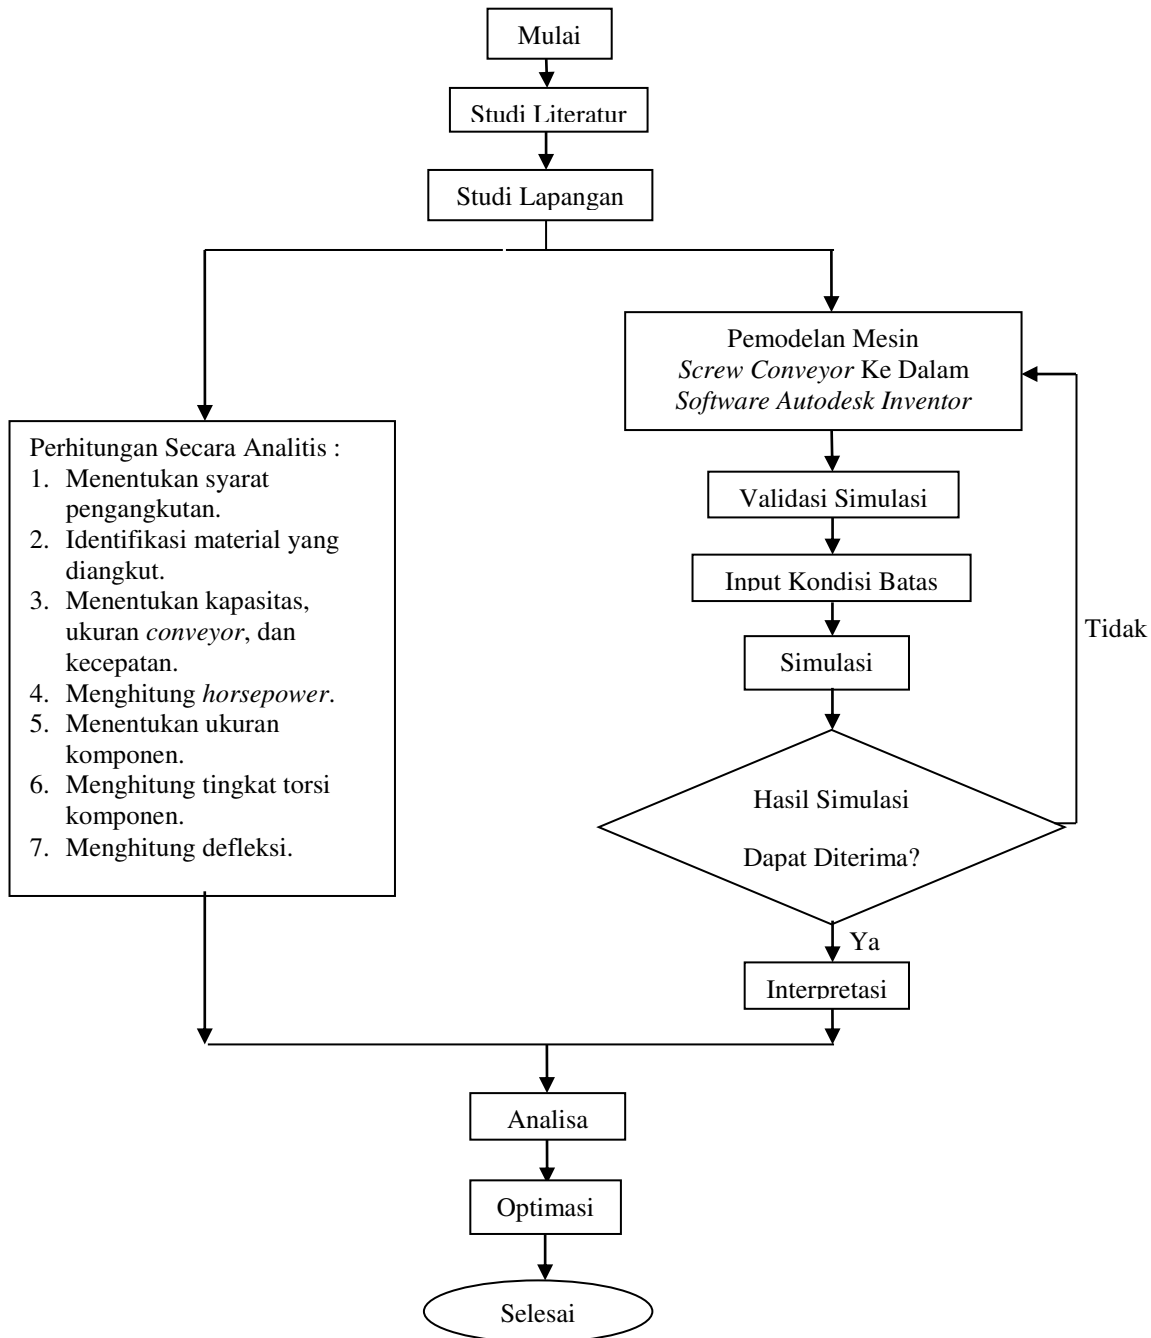 Mulai
Studi Literatur
Studi Lapangan
Pemodelan Mesin
Screw Conveyor Ke Dalam
Software Autodesk Inventor
Perhitungan Secara Analitis :
1. Menentukan syarat
pengangkutan.
2. Identifikasi material yang
diangkut.
3. Menentukan kapasitas,
ukuran conveyor, dan
kecepatan.
4. Menghitung horsepower.
5. Menentukan ukuran
komponen.
6. Menghitung tingkat torsi
komponen.
7. Menghitung defleksi.
Validasi Simulasi
Input Kondisi Batas
Simulasi
Tidak
Hasil Simulasi
Dapat Diterima?
Ya
Interpretasi
Analisa
Optimasi
Selesai